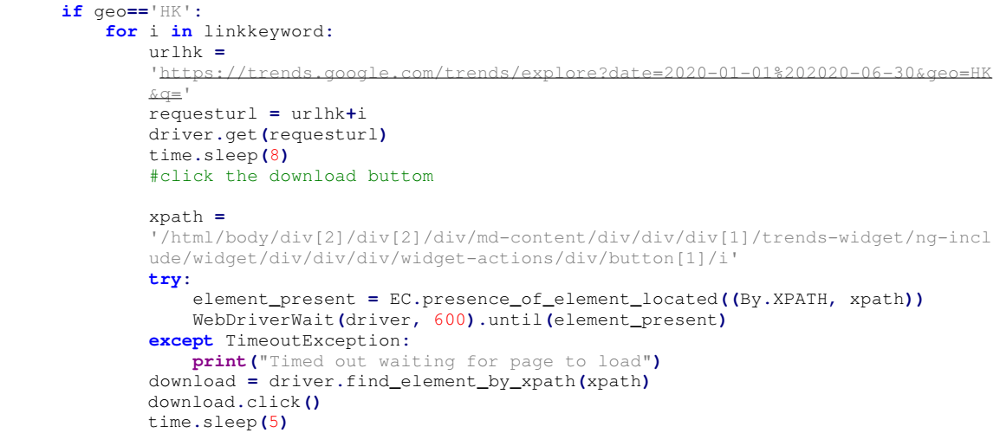 if geo=='HK':
for i in linkkeyword:
urlhk =
'https://trends.google.com/trends/explore?date=2020-01-01%202020-06-30&geo=HK
&q='
requesturl = urlhk+i
driver.get(requesturl)
time.sleep(8)
#click the download buttom
xpath =
'/html/body/div[2]/div[2]/div/md-content/div/div/div[1]/trends-widget/ng-incl
ude/widget/div/div/div/widget-actions/div/button[1]/i'
try:
element_present = EC.presence_of_element_located((By.XPATH, xpath))
WebDriverWait(driver, 600).until(element_present)
except TimeoutException:
print("Timed out waiting for page to load")
download = driver.find_element_by_xpath(xpath)
download.click()
time.sleep(5)